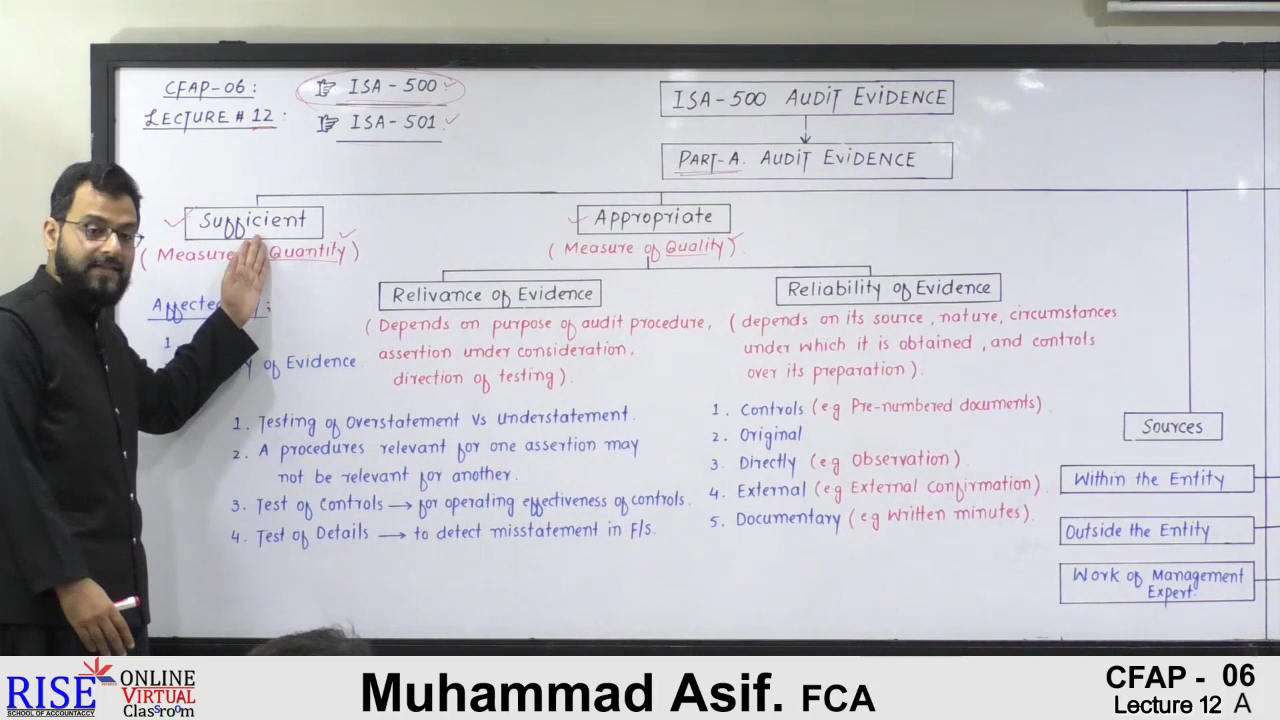 CFAP-06:
LECTURE # 12 :
ISA - 500
ISA - 501
ISA-500 AUDIT EVIDENCE
PART-A. AUDIT EVIDENCE
Sufficient
(Measure Quantity)
Affected :
1
of Evidence
Appropriate
(Measure of Quality)
Relivance of Evidence
(Depends on purpose of audit procedure,
assertion under consideration,
direction of testing).
1. Testing of Overstatement Vs Understatement.
2. A procedures relevant for one assertion may
not be relevant for another.
3. Test of Controls → for operating effectiveness of controls.
4. Test of Details → to detect misstatement in F/s.
Reliability of Evidence
(depends on its source, nature, circumstances
under which it is obtained, and controls
over its preparation).
1. Controls (eg Pre-numbered documents)
2. Original
3. Directly (eg Observation)
4. External (eg External confirmation)
5. Documentary (eg Written minutes).
Sources
Within the Entity
Outside the Entity
Work of Management
Expert.
RISE
SCHOOL OF ACCOUNTACCY
ONLINE
VIRTUAL
Classroom
Muhammad Asif. FCA
CFAP - 06
Lecture 12 A